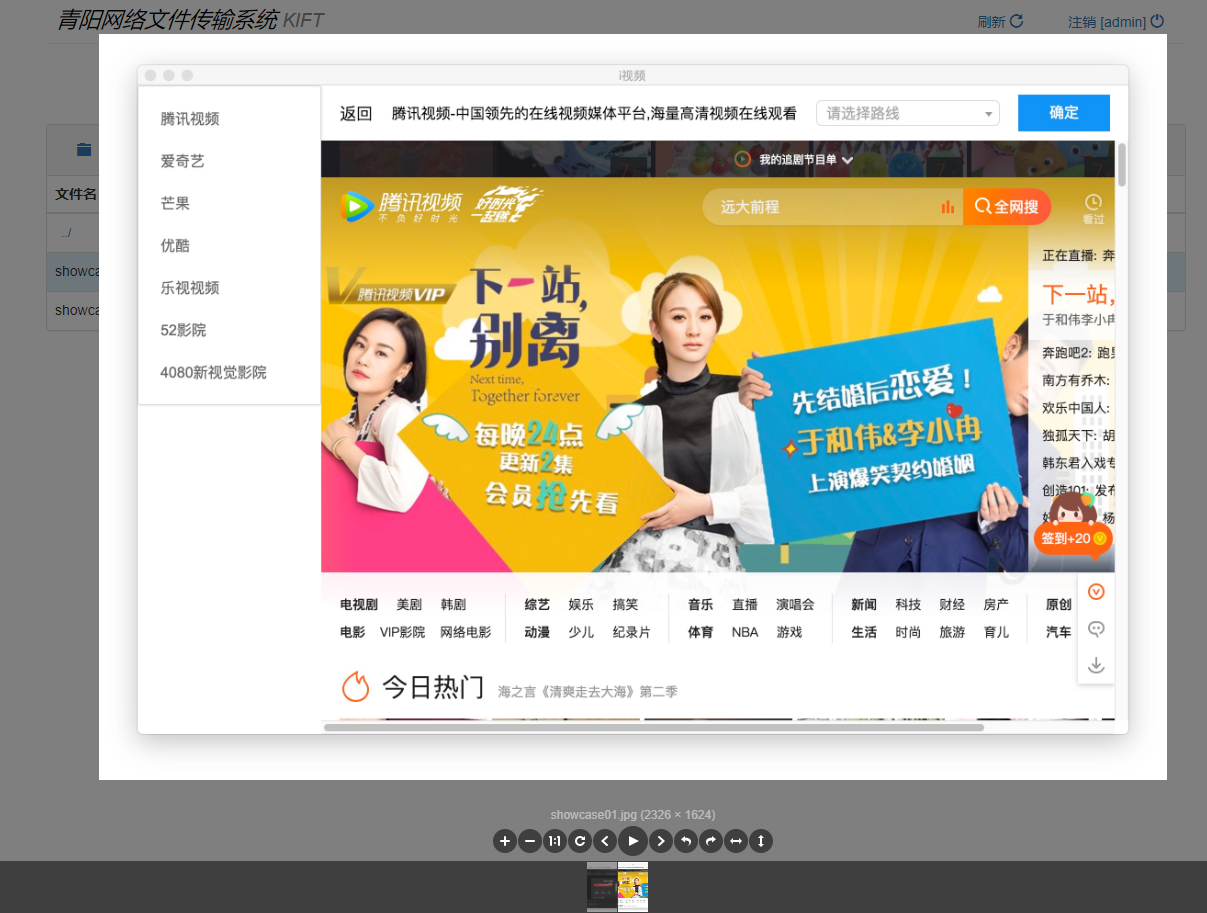 青阳网络文件传输系统 KIFT
刷新
注销 [admin]
文件名
../
showca
showca
i视频
腾讯视频
爱奇艺
芒果
优酷
乐视视频
52影院
4080新视觉影院
返回 腾讯视频-中国领先的在线视频媒体平台,海量高清视频在线观看 请选择路线 确定
我的追剧节目单
腾讯视频
不负好时光
好时光
一起趣
远大前程
全网搜
看过
V 腾讯视频VIP
下一站,
别离
Next time,
Together forever
每晚24点
更新2集
会员抢先看
先结婚后恋爱!
于和伟&李小冉
上演爆笑契约婚姻
正在直播: 奔
下一站,
于和伟李小冉
奔跑吧2: 跑男
南方有乔木:
欢乐中国人:
独孤天下: 胡
韩东君入戏专
创造101: 发布
好 杨
签到+20
电视剧 美剧 韩剧 综艺 娱乐 搞笑 音乐 直播 演唱会 新闻 科技 财经 房产 原创
电影 VIP影院 网络电影 动漫 少儿 纪录片 体育 NBA 游戏 生活 时尚 旅游 育儿 汽车
今日热门 海之言《清爽走去大海》第二季
showcase01.jpg (2326 × 1624)
1:1